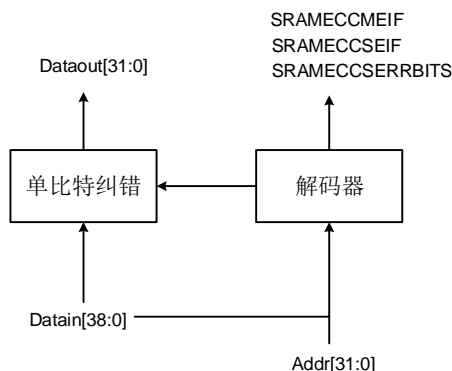 SRAMECCMEIF
SRAMECCSEIF
SRAMECCSERRBITS
Dataout[31:0]
单比特纠错
解码器
Datain[38:0]
Addr[31:0]